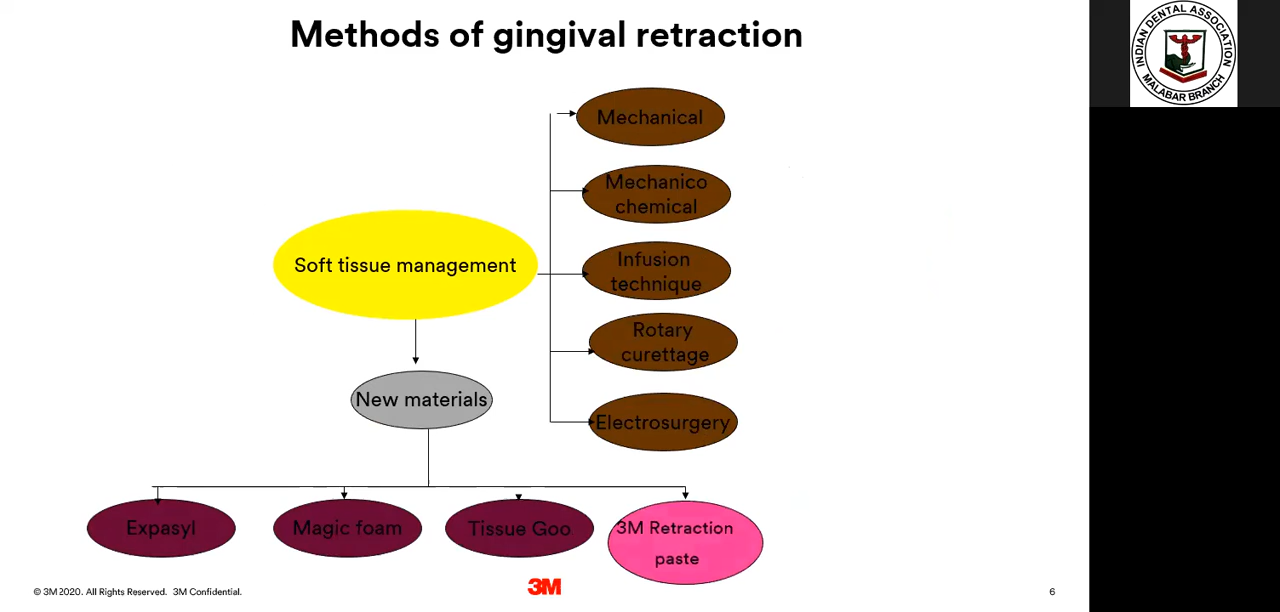 Methods of gingival retraction
INDIAN DENTAL ASSOCIATION
MALABAR BRANCH
Mechanical
Mechanico
chemical
Soft tissue management
Infusion
technique
Rotary
curettage
New materials
Electrosurgery
Expasyl
Magic foam
Tissue Goo
3M Retraction
paste
© 3M 2020. All Rights Reserved. 3M Confidential.
3M
6